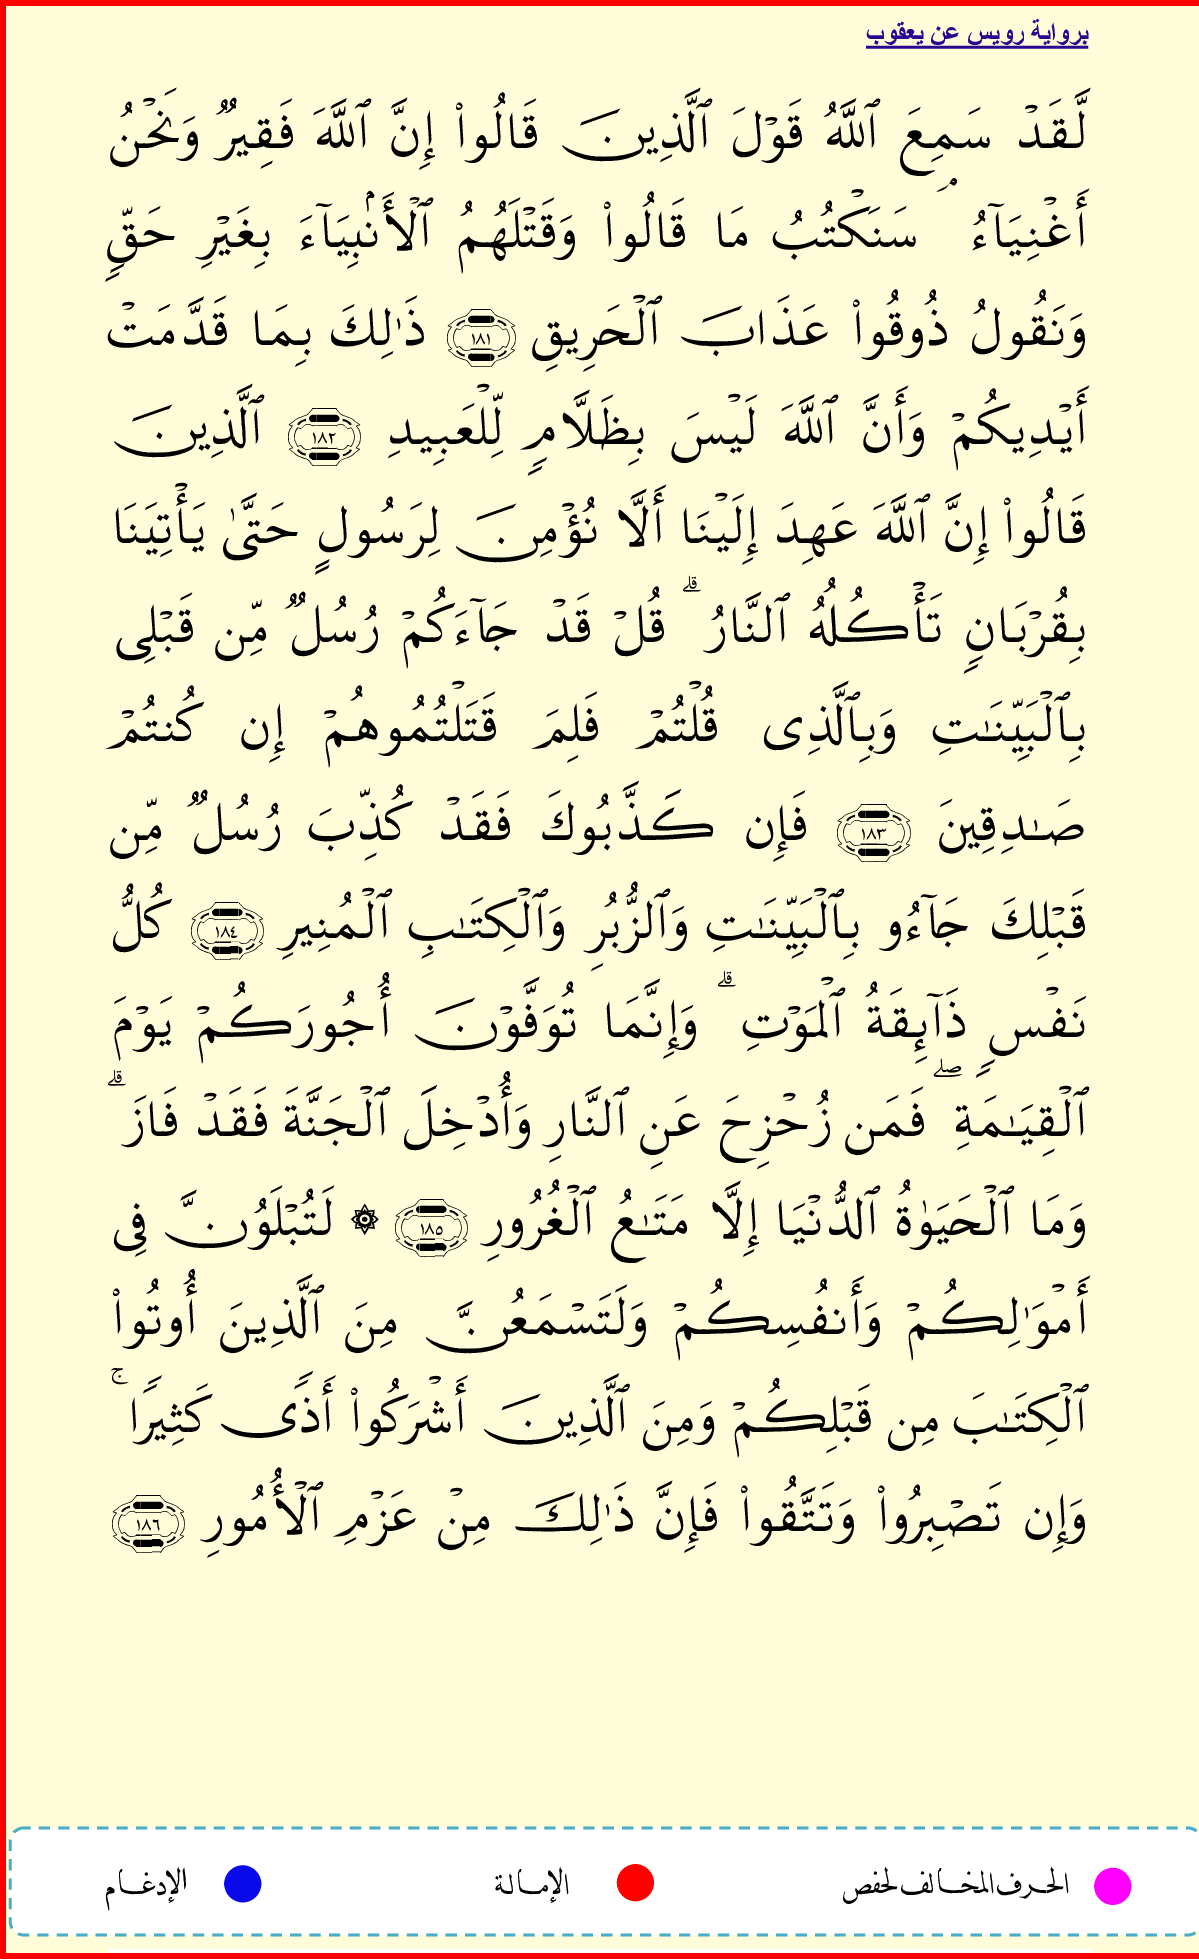 برواية رويس عن يعقوب
لَّقَدۡ سَمِعَ ٱللَّهُ قَوۡلَ ٱلَّذِينَ قَالُوٓاْ إِنَّ ٱللَّهَ فَقِيرٌ وَنَحۡنُ
أَغۡنِيَآءُۘ سَنَكۡتُبُ مَا قَالُواْ وَقَتۡلَهُمُ ٱلۡأَنۢبِيَآءَ بِغَيۡرِ حَقٍّ
وَنَقُولُ ذُوقُواْ عَذَابَ ٱلۡحَرِيقِ ١٨١ ذَٰلِكَ بِمَا قَدَّمَتۡ
أَيۡدِيكُمۡ وَأَنَّ ٱللَّهَ لَيۡسَ بِظَلَّامٍ لِّلۡعَبِيدِ ١٨٢ ٱلَّذِينَ
قَالُواْ إِنَّ ٱللَّهَ عَهِدَ إِلَيۡنَا أَلَّا نُؤۡمِنَ لِرَسُولٍ حَتَّىٰ يَأۡتِيَنَا
بِقُرۡبَانٍ تَأۡكُلُهُ ٱلنَّارُۗ قُلۡ قَدۡ جَآءَكُمۡ رُسُلٌ مِّن قَبۡلِى
بِٱلۡبَيِّنَٰتِ وَبِٱلَّذِى قُلۡتُمۡ فَلِمَ قَتَلۡتُمُوهُمۡ إِن كُنتُمۡ
صَٰدِقِينَ ١٨٣ فَإِن كَذَّبُوكَ فَقَدۡ كُذِّبَ رُسُلٌ مِّن
قَبۡلِكَ جَآءُو بِٱلۡبَيِّنَٰتِ وَٱلزُّبُرِ وَٱلۡكِتَٰبِ ٱلۡمُنِيرِ ١٨٤ كُلُّ
نَفۡسٍ ذَآئِقَةُ ٱلۡمَوۡتِۗ وَإِنَّمَا تُوَفَّوۡنَ أُجُورَكُمۡ يَوۡمَ
ٱلۡقِيَٰمَةِۖ فَمَن زُحۡزِحَ عَنِ ٱلنَّارِ وَأُدۡخِلَ ٱلۡجَنَّةَ فَقَدۡ فَازَۗ
وَمَا ٱلۡحَيَوٰةُ ٱلدُّنۡيَا إِلَّا مَتَٰعُ ٱلۡغُرُورِ ١٨٥ ۞ لَتُبۡلَوُنَّ فِى
أَمۡوَٰلِكُمۡ وَأَنفُسِكُمۡ وَلَتَسۡمَعُنَّ مِنَ ٱلَّذِينَ أُوتُواْ
ٱلۡكِتَٰبَ مِن قَبۡلِكُمۡ وَمِنَ ٱلَّذِينَ أَشۡرَكُواْ أَذًى كَثِيرًاۚ
وَإِن تَصۡبِرُواْ وَتَتَّقُواْ فَإِنَّ ذَٰلِكَ مِنۡ عَزۡمِ ٱلۡأُمُورِ ١٨٦
الحرف المخالف لحفص الإمالة الإدغام